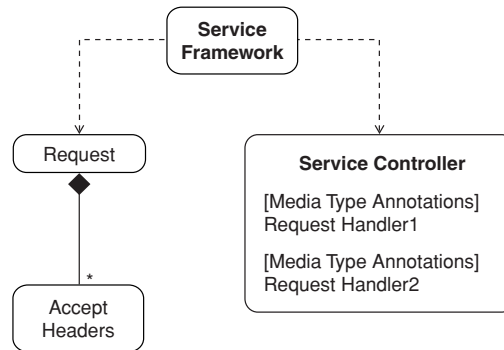 Service
Framework
Request
*
Accept
Headers
Service Controller
[Media Type Annotations]
Request Handler1
[Media Type Annotations]
Request Handler2